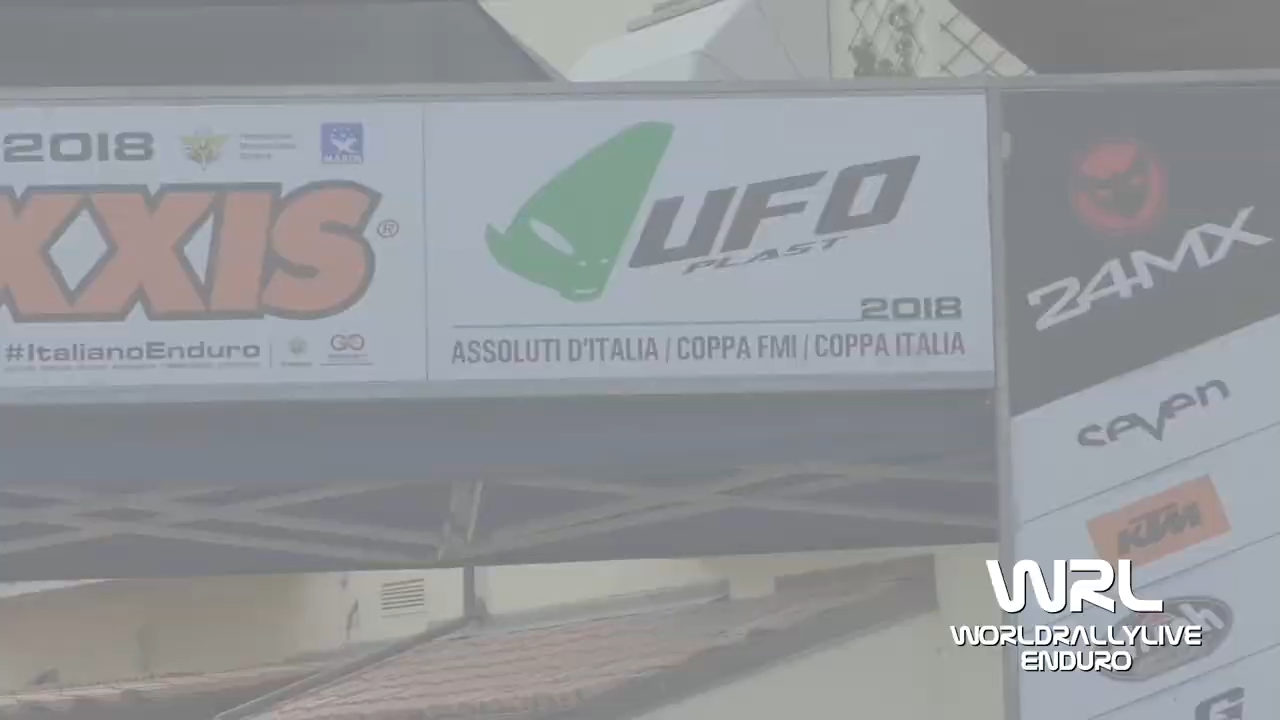 2018
XXIS®
#ItalianoEnduro
UFO
PLAST
2018
ASSOLUTI D'ITALIA / COPPA FMI / COPPA ITALIA
24MX
seven
KTM
WRL
WORLDRALLYLIVE
ENDURO
G